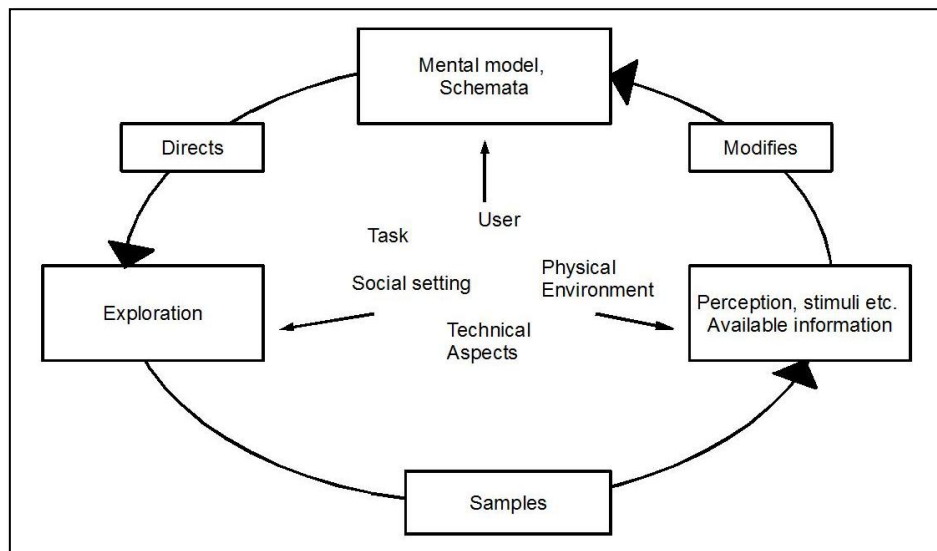 Mental model,
Schemata
Directs
Modifies
User
Task
Social setting
Physical
Environment
Exploration
Perception, stimuli etc.
Available information
Technical
Aspects
Samples